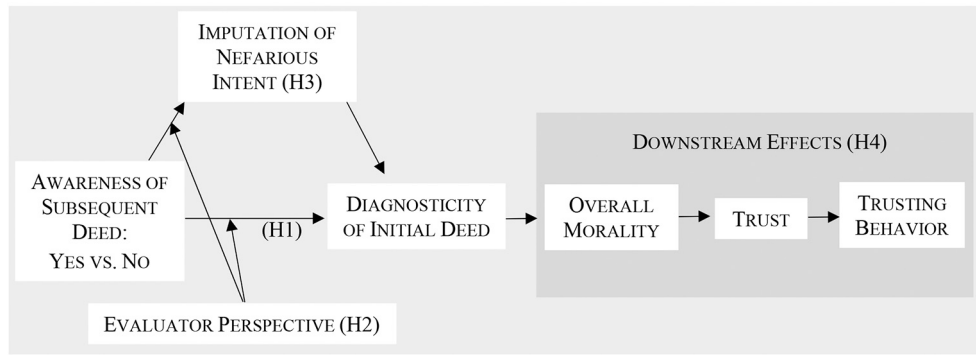 IMPUTATION OF
NEFARIOUS
INTENT (H3)
DOWNSTREAM EFFECTS (H4)
AWARENESS OF
SUBSEQUENT
DEED:
YES VS. NO
(H1)
DIAGNOSTICITY
OF INITIAL DEED
OVERALL
MORALITY
TRUST
TRUSTING
BEHAVIOR
EVALUATOR PERSPECTIVE (H2)